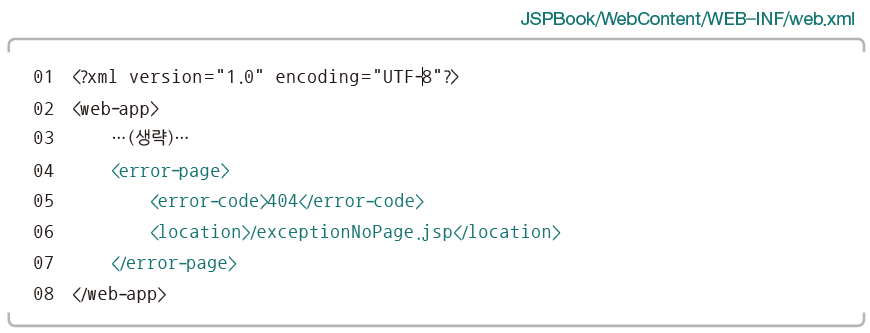 JSPBook/WebContent/WEB-INF/web.xml
01 <?xml version="1.0" encoding="UTF-8"?>
02 <web-app>
03 …(생략)…
04 <error-page>
05 <error-code>404</error-code>
06 <location>/exceptionNoPage.jsp</location>
07 </error-page>
08 </web-app>